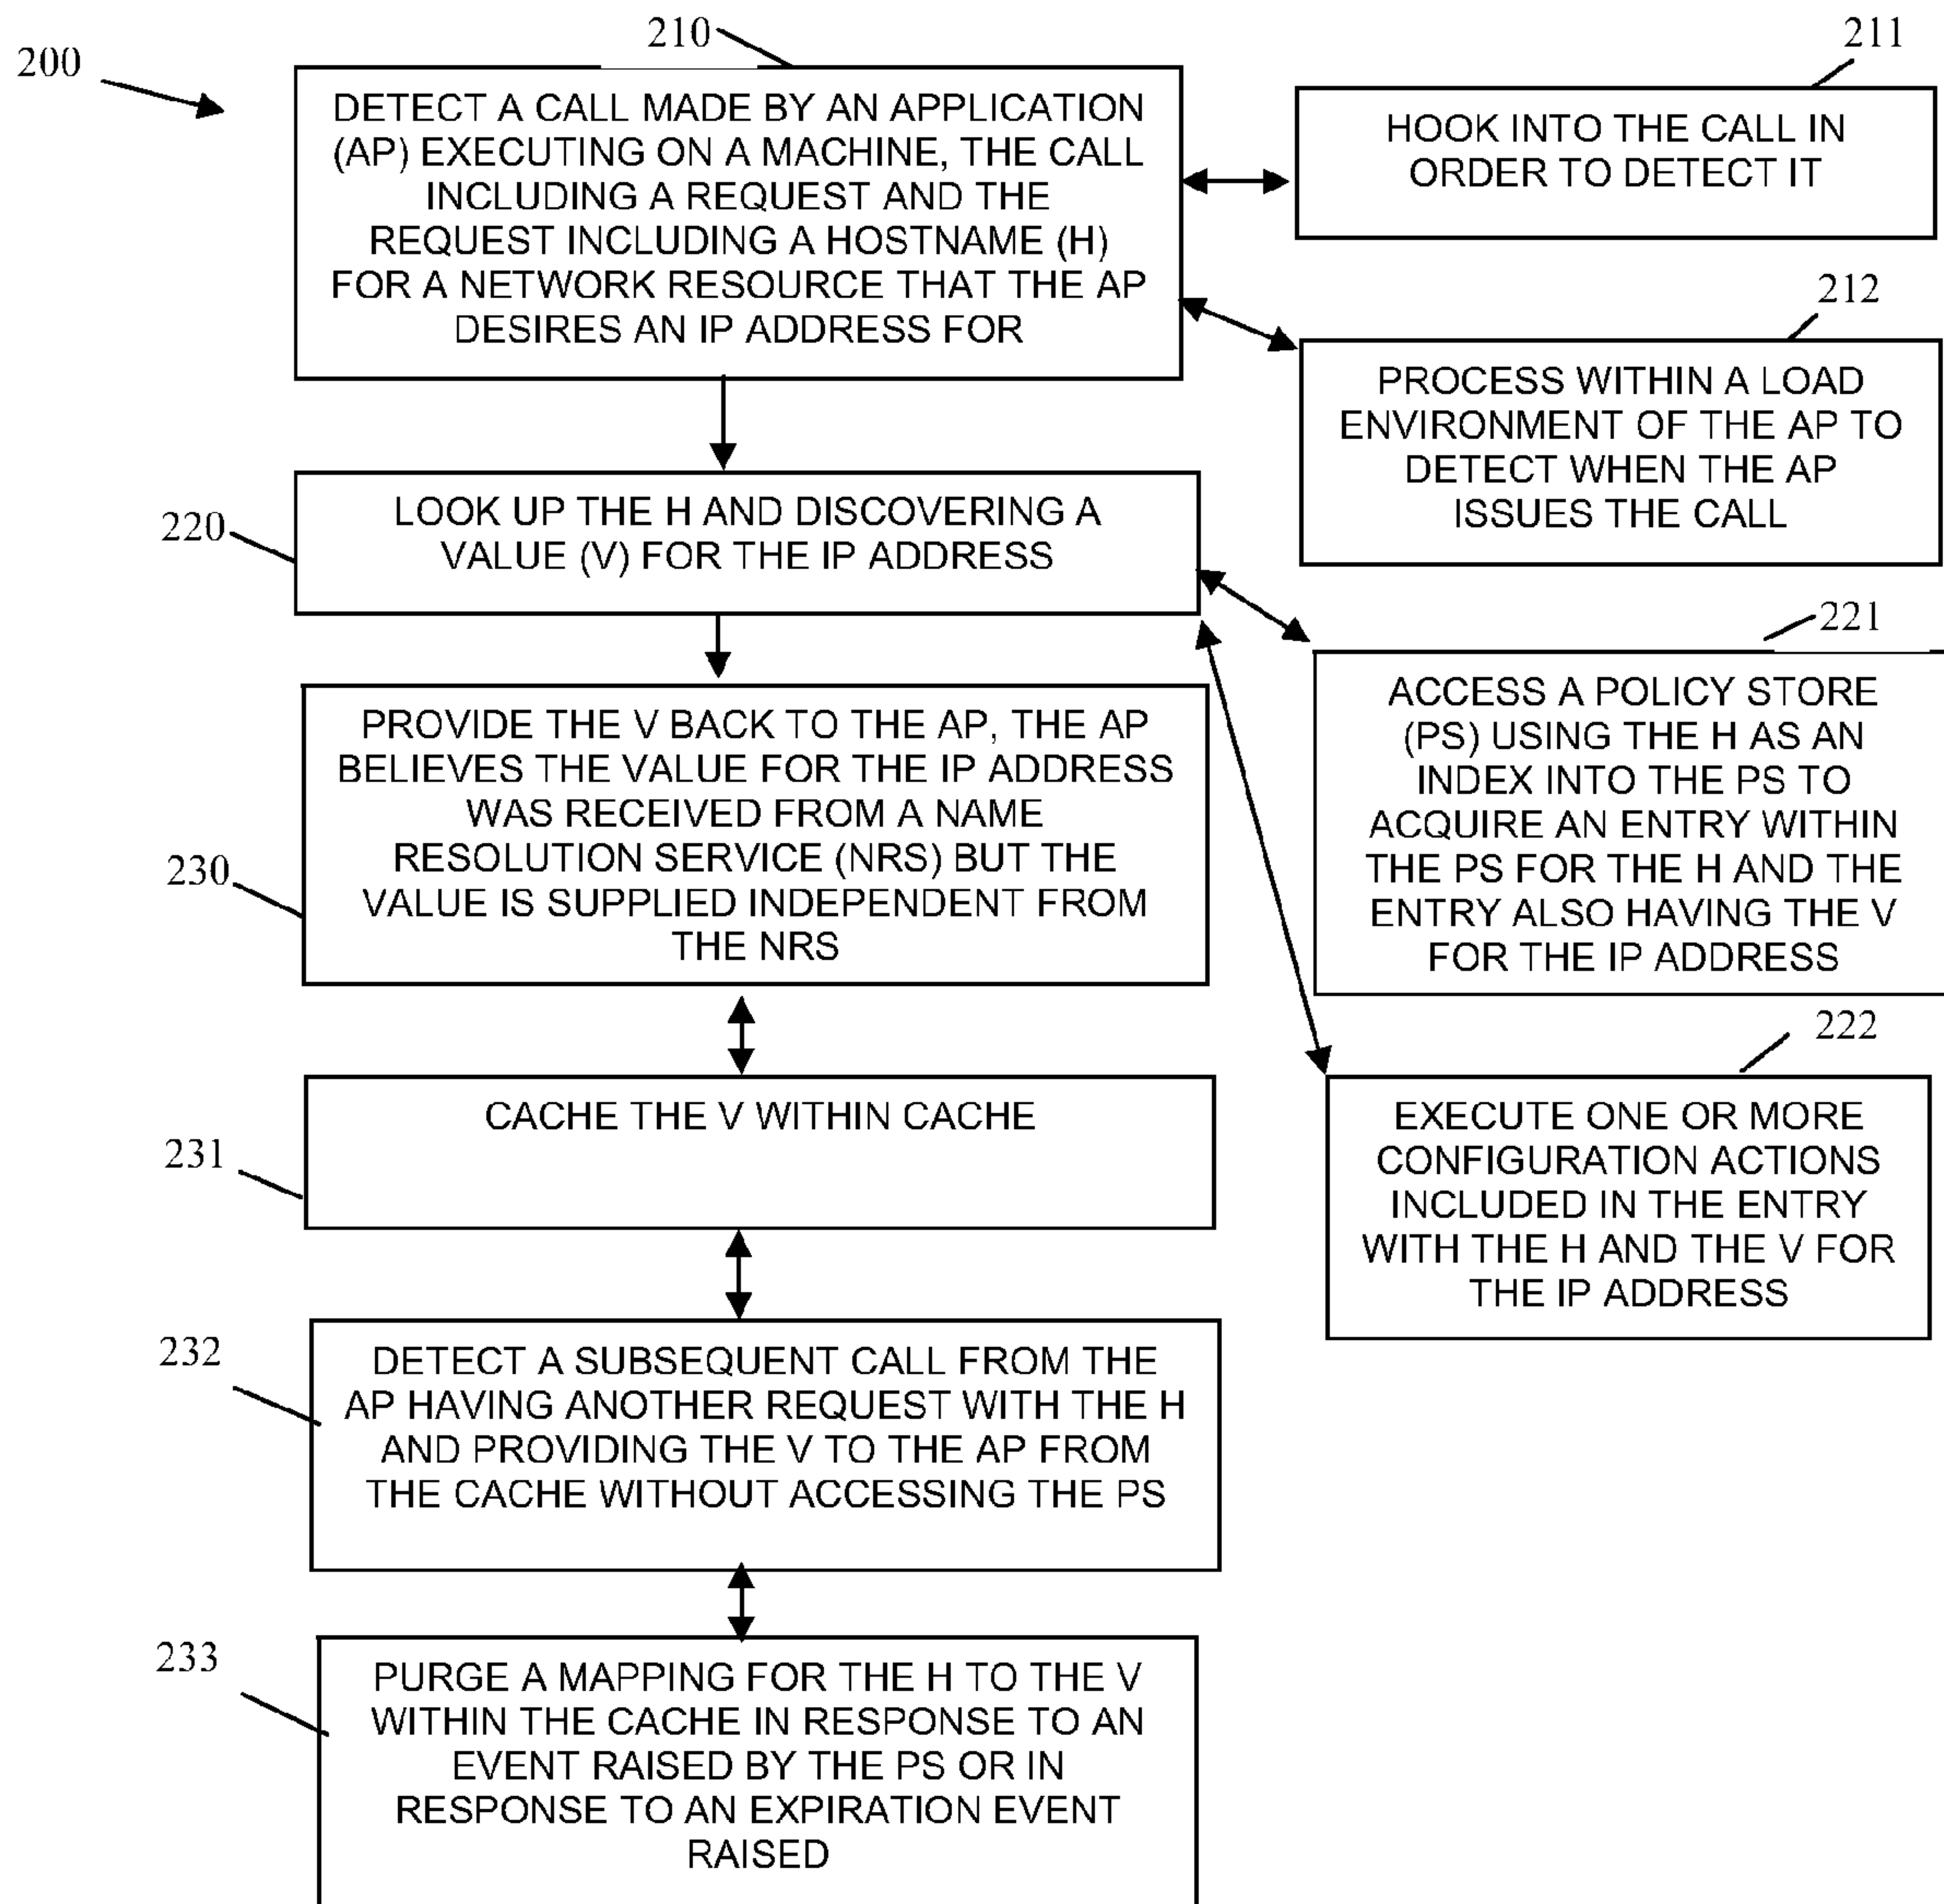 200
210
DETECT A CALL MADE BY AN APPLICATION
(AP) EXECUTING ON A MACHINE, THE CALL
INCLUDING A REQUEST AND THE
REQUEST INCLUDING A HOSTNAME (H)
FOR A NETWORK RESOURCE THAT THE AP
DESIRES AN IP ADDRESS FOR
211
HOOK INTO THE CALL IN
ORDER TO DETECT IT
212
PROCESS WITHIN A LOAD
ENVIRONMENT OF THE AP TO
DETECT WHEN THE AP
ISSUES THE CALL
220
LOOK UP THE H AND DISCOVERING A
VALUE (V) FOR THE IP ADDRESS
221
ACCESS A POLICY STORE
(PS) USING THE H AS AN
INDEX INTO THE PS TO
ACQUIRE AN ENTRY WITHIN
THE PS FOR THE H AND THE
ENTRY ALSO HAVING THE V
FOR THE IP ADDRESS
222
EXECUTE ONE OR MORE
CONFIGURATION ACTIONS
INCLUDED IN THE ENTRY
WITH THE H AND THE V FOR
THE IP ADDRESS
230
PROVIDE THE V BACK TO THE AP, THE AP
BELIEVES THE VALUE FOR THE IP ADDRESS
WAS RECEIVED FROM A NAME
RESOLUTION SERVICE (NRS) BUT THE
VALUE IS SUPPLIED INDEPENDENT FROM
THE NRS
231
CACHE THE V WITHIN CACHE
232
DETECT A SUBSEQUENT CALL FROM THE
AP HAVING ANOTHER REQUEST WITH THE H
AND PROVIDING THE V TO THE AP FROM
THE CACHE WITHOUT ACCESSING THE PS
233
PURGE A MAPPING FOR THE H TO THE V
WITHIN THE CACHE IN RESPONSE TO AN
EVENT RAISED BY THE PS OR IN
RESPONSE TO AN EXPIRATION EVENT
RAISED